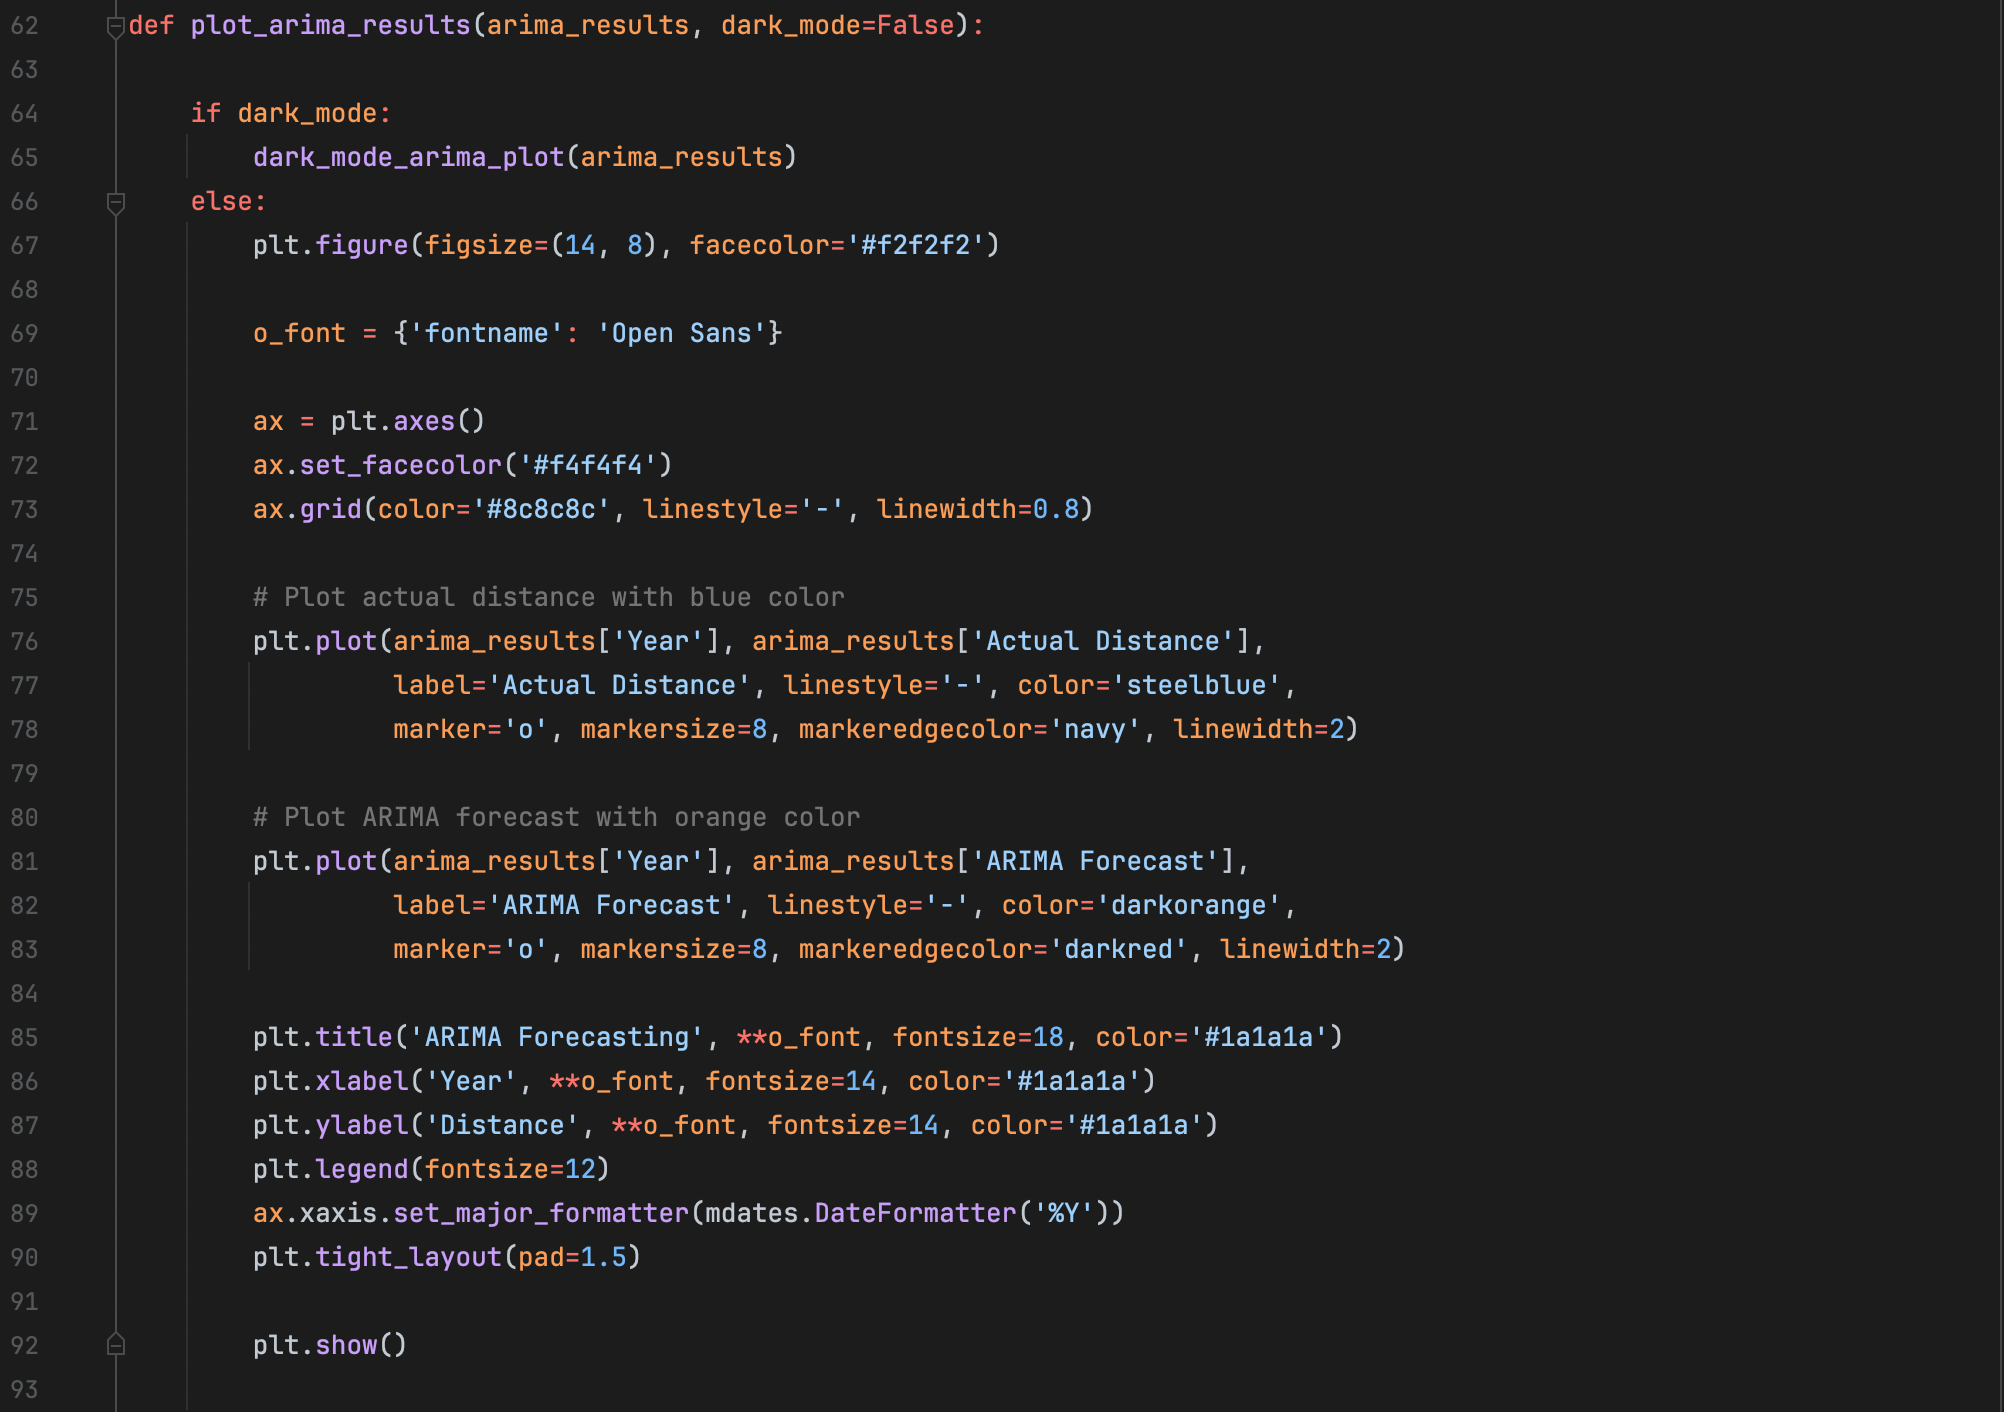 62 def plot_arima_results(arima_results, dark_mode=False):
63
64     if dark_mode:
65         dark_mode_arima_plot(arima_results)
66     else:
67         plt.figure(figsize=(14, 8), facecolor='#f2f2f2')
68
69         o_font = {'fontname': 'Open Sans'}
70
71         ax = plt.axes()
72         ax.set_facecolor('#f4f4f4')
73         ax.grid(color='#8c8c8c', linestyle='-', linewidth=0.8)
74
75         # Plot actual distance with blue color
76         plt.plot(arima_results['Year'], arima_results['Actual Distance'],
77                  label='Actual Distance', linestyle='-', color='steelblue',
78                  marker='o', markersize=8, markeredgecolor='navy', linewidth=2)
79
80         # Plot ARIMA forecast with orange color
81         plt.plot(arima_results['Year'], arima_results['ARIMA Forecast'],
82                  label='ARIMA Forecast', linestyle='-', color='darkorange',
83                  marker='o', markersize=8, markeredgecolor='darkred', linewidth=2)
84
85         plt.title('ARIMA Forecasting', **o_font, fontsize=18, color='#1a1a1a')
86         plt.xlabel('Year', **o_font, fontsize=14, color='#1a1a1a')
87         plt.ylabel('Distance', **o_font, fontsize=14, color='#1a1a1a')
88         plt.legend(fontsize=12)
89         ax.xaxis.set_major_formatter(mdates.DateFormatter('%Y'))
90         plt.tight_layout(pad=1.5)
91
92         plt.show()
93